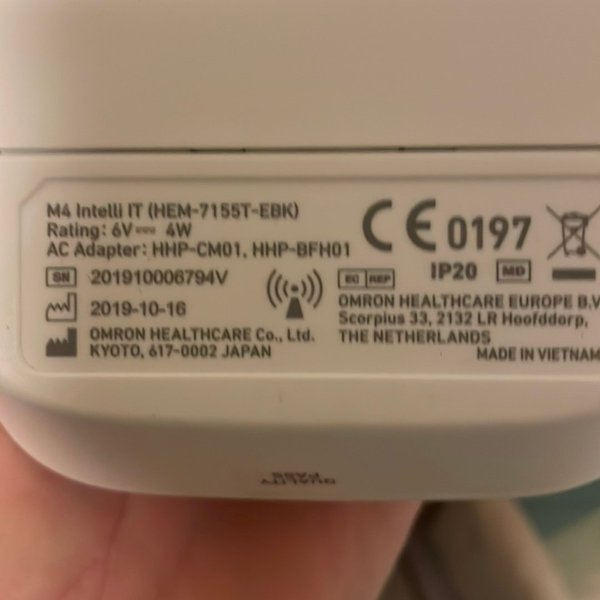 M4 Intelli IT (HEM-7155T-EBK)
Rating: 6V⎓ 4W
AC Adapter: HHP-CM01, HHP-BFH01
CE 0197
IP20 MD
SN 201910006794V
EC REP
2019-10-16
OMRON HEALTHCARE Co., Ltd.
KYOTO, 617-0002 JAPAN
OMRON HEALTHCARE EUROPE B.V
Scorpius 33, 2132 LR Hoofddorp,
THE NETHERLANDS
MADE IN VIETNAM
QUALITY
PASS